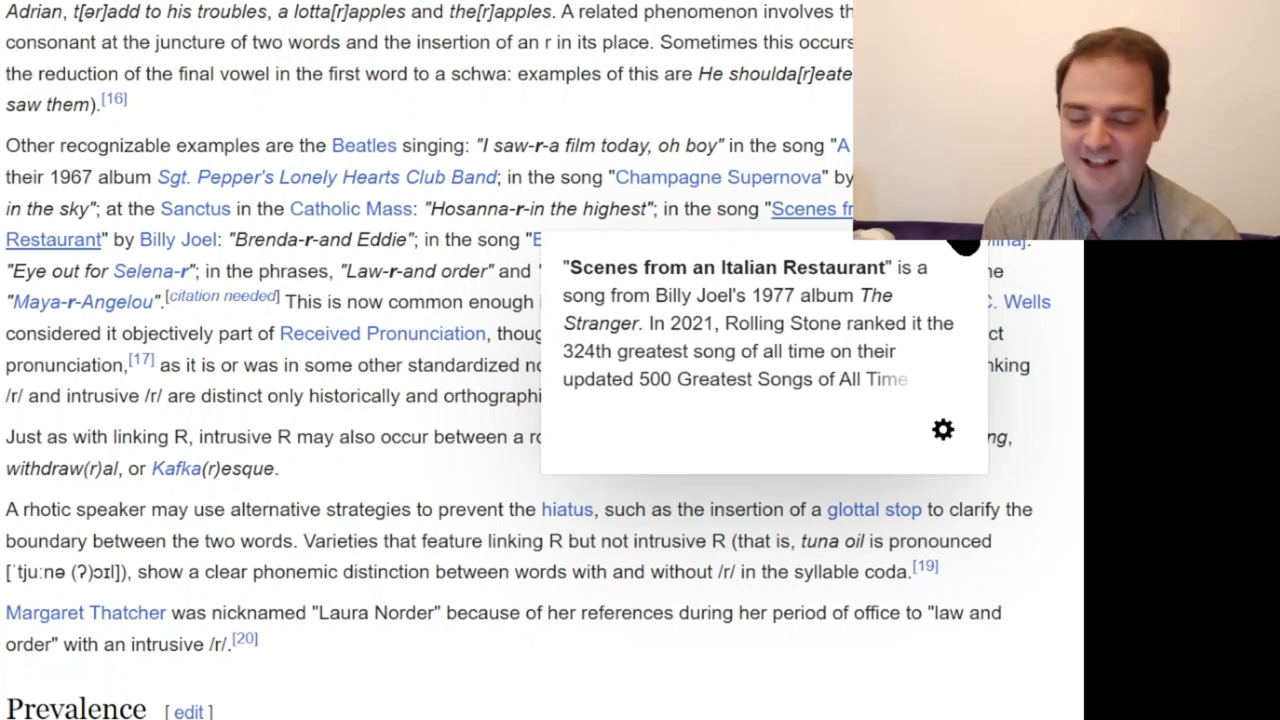 Adrian, t[ər]add to his troubles, a lotta[r]apples and the[r]apples. A related phenomenon involves th
consonant at the juncture of two words and the insertion of an r in its place. Sometimes this occurs
the reduction of the final vowel in the first word to a schwa: examples of this are He shoulda[r]eate
saw them).[16]
Other recognizable examples are the Beatles singing: "I saw-r-a film today, oh boy" in the song "A
their 1967 album Sgt. Pepper's Lonely Hearts Club Band; in the song "Champagne Supernova" by
in the sky"; at the Sanctus in the Catholic Mass: "Hosanna-r-in the highest"; in the song "Scenes fr
Restaurant" by Billy Joel: "Brenda-r-and Eddie"; in the song "
"Eye out for Selena-r"; in the phrases, "Law-r-and order" and
"Maya-r-Angelou".[citation needed] This is now common enough C. Wells
considered it objectively part of Received Pronunciation, thoug ct
pronunciation,[17] as it is or was in some other standardized no nking
/r/ and intrusive /r/ are distinct only historically and orthographi
"Scenes from an Italian Restaurant" is a
song from Billy Joel's 1977 album The
Stranger. In 2021, Rolling Stone ranked it the
324th greatest song of all time on their
updated 500 Greatest Songs of All Time
Just as with linking R, intrusive R may also occur between a ro ng,
withdraw(r)al, or Kafka(r)esque.
A rhotic speaker may use alternative strategies to prevent the hiatus, such as the insertion of a glottal stop to clarify the
boundary between the two words. Varieties that feature linking R but not intrusive R (that is, tuna oil is pronounced
[ˈtjuːnə (ʔ)ɔɪl]), show a clear phonemic distinction between words with and without /r/ in the syllable coda.[19]
Margaret Thatcher was nicknamed "Laura Norder" because of her references during her period of office to "law and
order" with an intrusive /r/.[20]
Prevalence [ edit ]